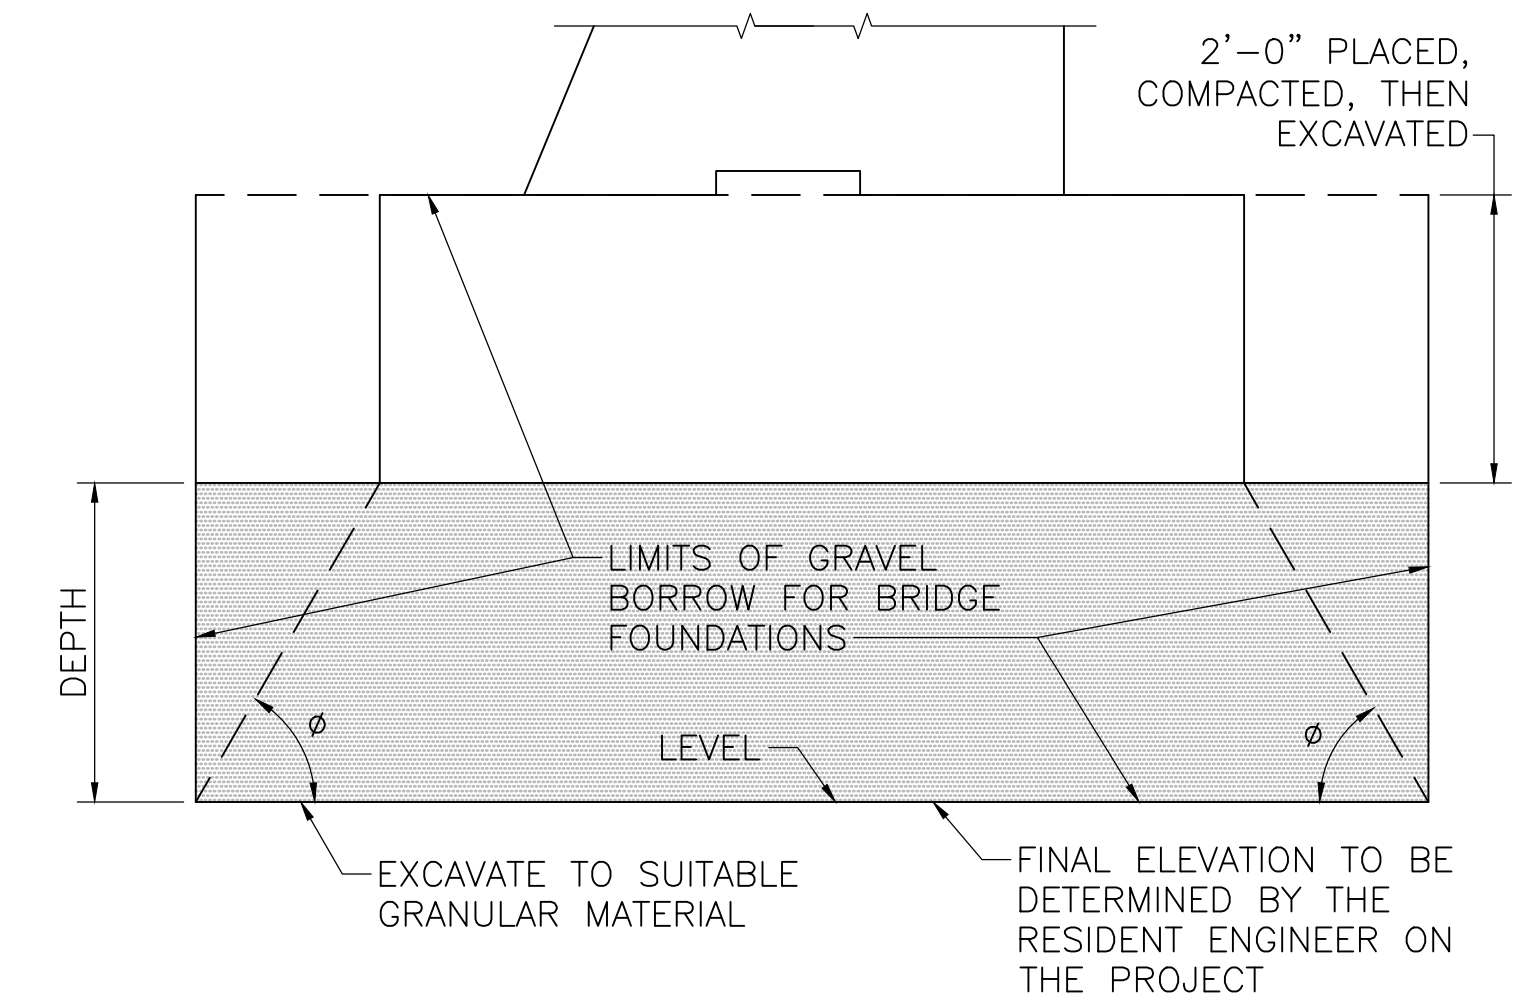 2'-0" PLACED,
COMPACTED, THEN
EXCAVATED
LIMITS OF GRAVEL
BORROW FOR BRIDGE
FOUNDATIONS
DEPTH
ø
ø
LEVEL
EXCAVATE TO SUITABLE
GRANULAR MATERIAL
FINAL ELEVATION TO BE
DETERMINED BY THE
RESIDENT ENGINEER ON
THE PROJECT